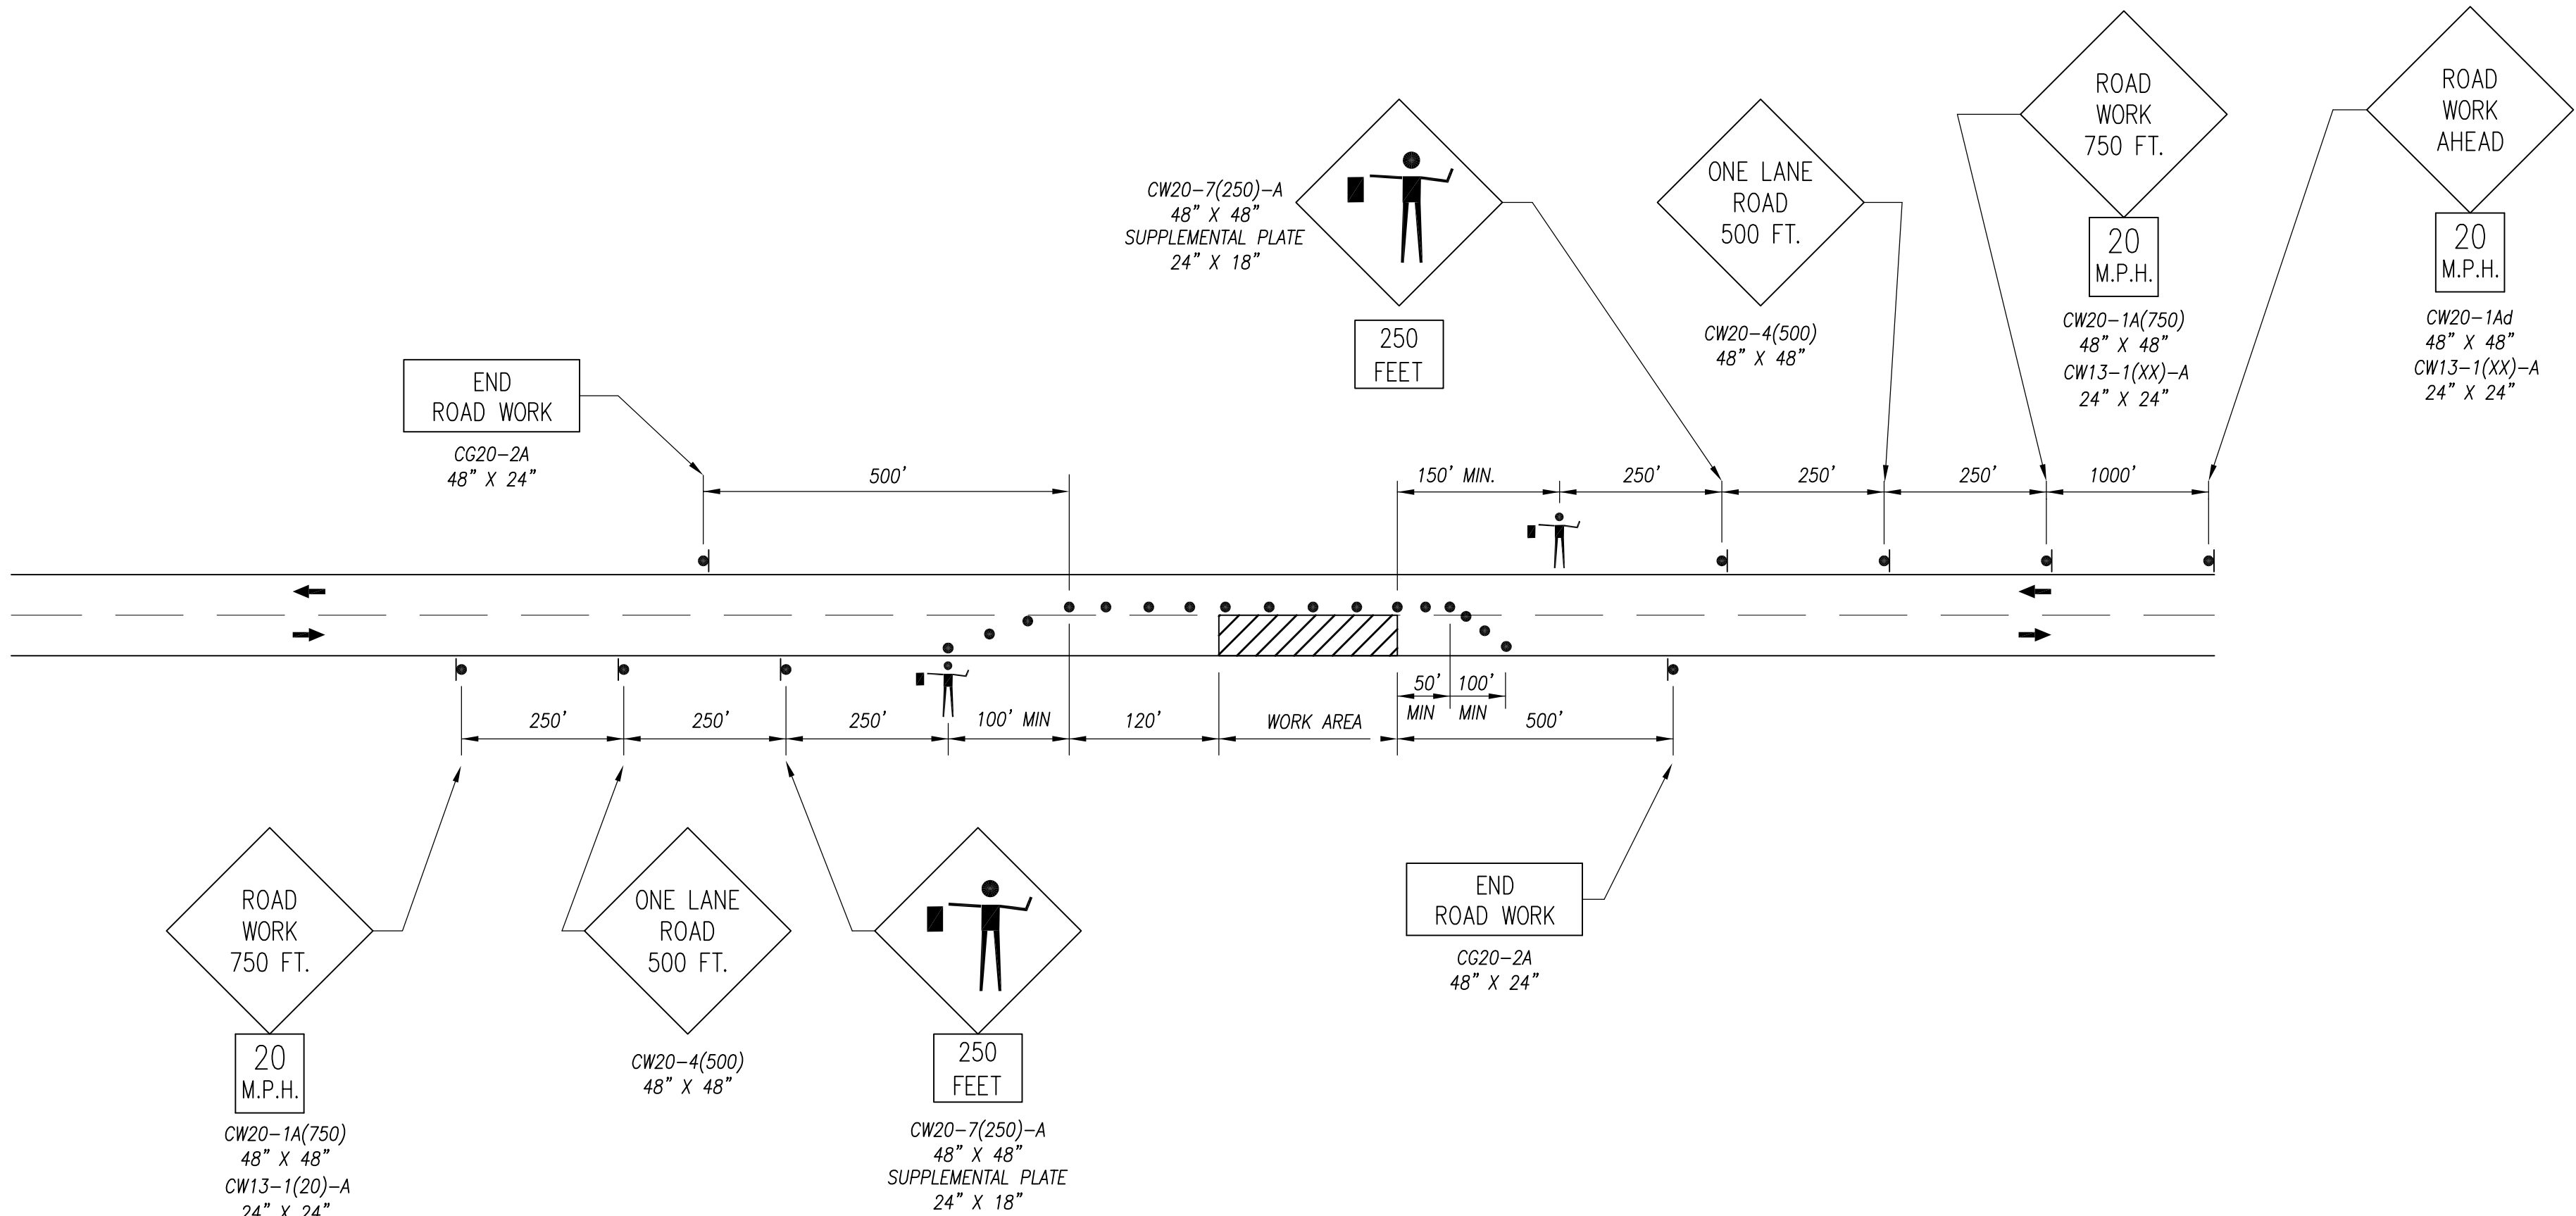 ROAD
WORK
AHEAD
20
M.P.H.
CW20-1Ad
48" X 48"
CW13-1(XX)-A
24" X 24"
ROAD
WORK
750 FT.
20
M.P.H.
CW20-1A(750)
48" X 48"
CW13-1(XX)-A
24" X 24"
ONE LANE
ROAD
500 FT.
CW20-4(500)
48" X 48"
CW20-7(250)-A
48" X 48"
SUPPLEMENTAL PLATE
24" X 18"
250
FEET
END
ROAD WORK
CG20-2A
48" X 24"
500'
150' MIN.
250'
250'
250'
1000'
250'
250'
250'
100' MIN
120'
WORK AREA
50'
MIN
100'
MIN
500'
ROAD
WORK
750 FT.
20
M.P.H.
CW20-1A(750)
48" X 48"
CW13-1(20)-A
24" X 24"
ONE LANE
ROAD
500 FT.
CW20-4(500)
48" X 48"
250
FEET
CW20-7(250)-A
48" X 48"
SUPPLEMENTAL PLATE
24" X 18"
END
ROAD WORK
CG20-2A
48" X 24"